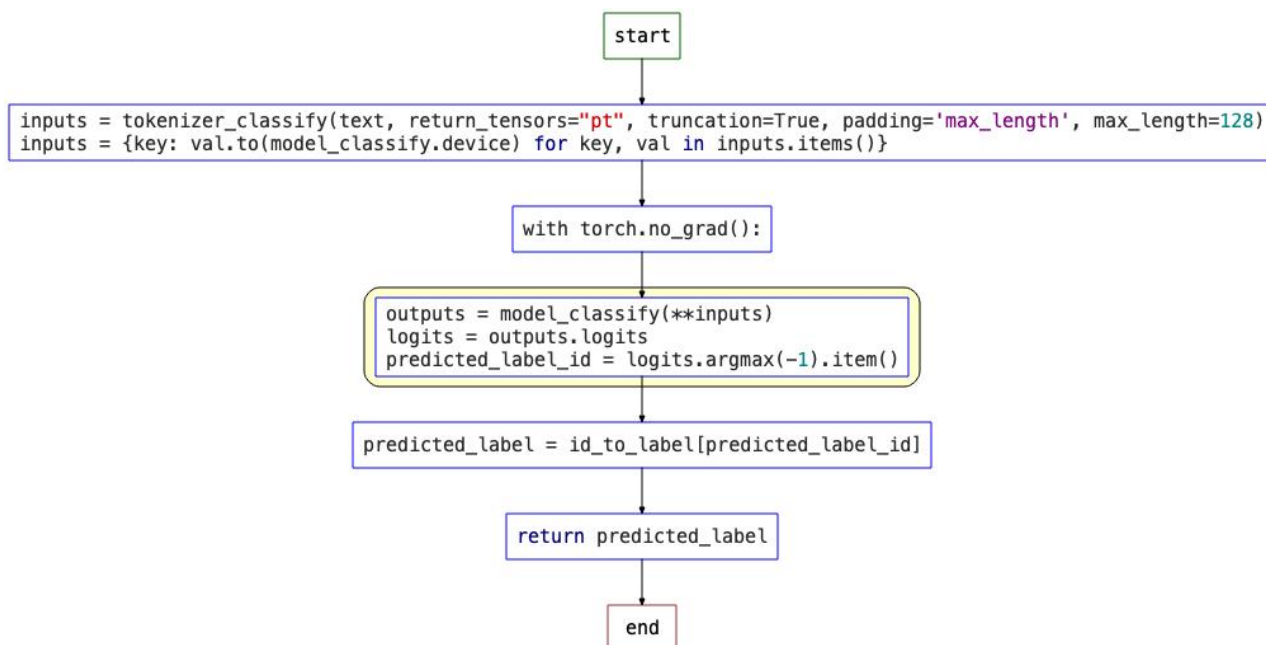 start
inputs = tokenizer_classify(text, return_tensors="pt", truncation=True, padding='max_length', max_length=128)
inputs = {key: val.to(model_classify.device) for key, val in inputs.items()}
with torch.no_grad():
outputs = model_classify(**inputs)
logits = outputs.logits
predicted_label_id = logits.argmax(-1).item()
predicted_label = id_to_label[predicted_label_id]
return predicted_label
end